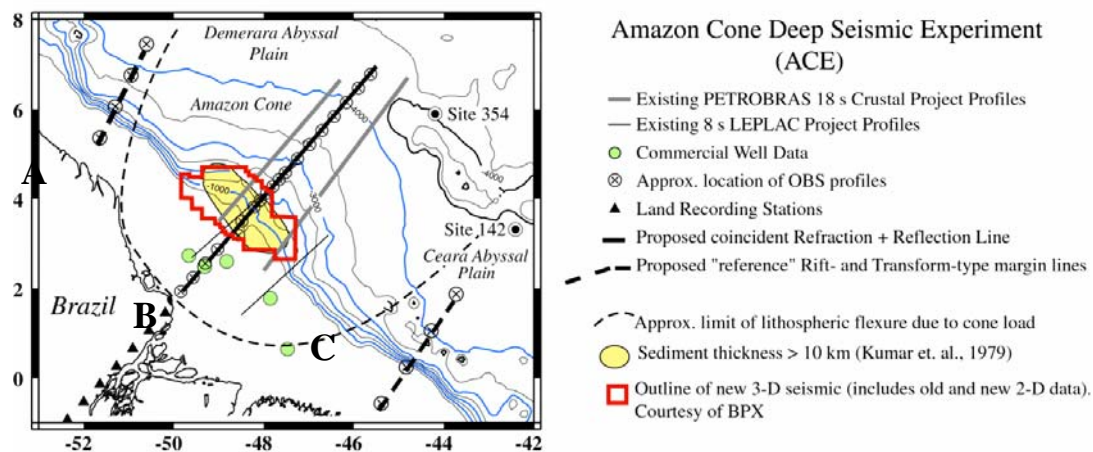 8
6
4
2
0
-52
-50
-48
-46
-44
-42
Demerara Abyssal
Plain
Amazon Cone
-4000
Site 354
A
-1000
-4000
-3000
Site 142
Ceará Abyssal
Plain
Brazil
B
C
Amazon Cone Deep Seismic Experiment
(ACE)
Existing PETROBRAS 18 s Crustal Project Profiles
Existing 8 s LEPLAC Project Profiles
Commercial Well Data
Approx. location of OBS profiles
Land Recording Stations
Proposed coincident Refraction + Reflection Line
Proposed "reference" Rift- and Transform-type margin lines
Approx. limit of lithospheric flexure due to cone load
Sediment thickness > 10 km (Kumar et. al., 1979)
Outline of new 3-D seismic (includes old and new 2-D data).
Courtesy of BPX